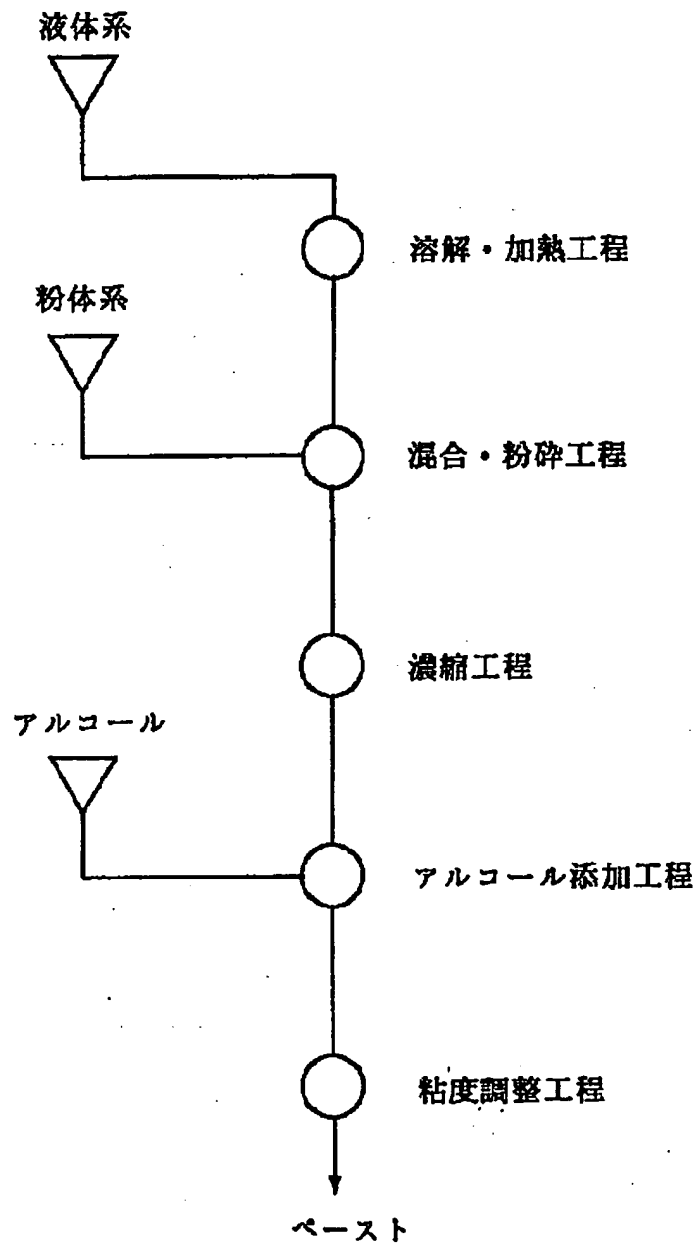 液体系
溶解・加熱工程
粉体系
混合・粉砕工程
濃縮工程
アルコール
アルコール添加工程
粘度調整工程
ペースト